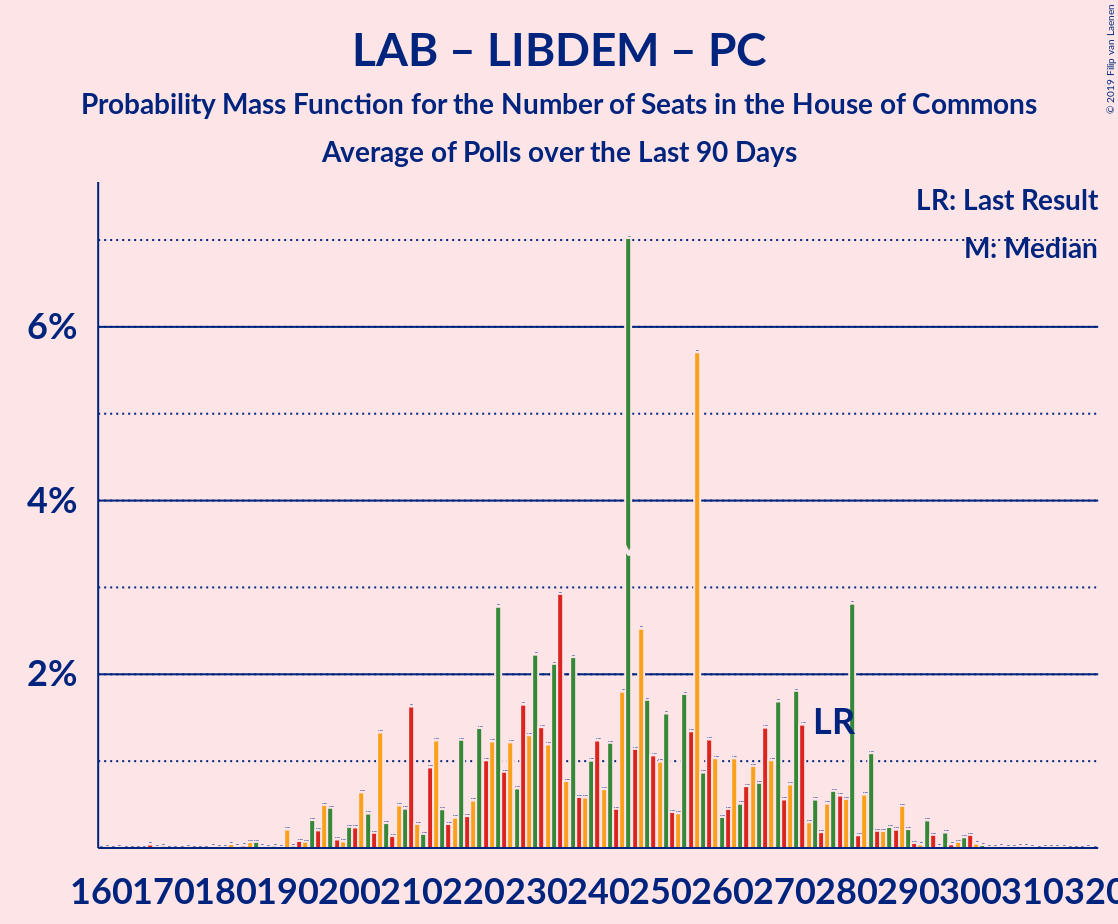 LAB – LIBDEM – PC
Probability Mass Function for the Number of Seats in the House of Commons
Average of Polls over the Last 90 Days
© 2019 Filip van Laenen
LR: Last Result
M: Median
6%
4%
2%
LR
160170180190200210220230240250260270280290300310320